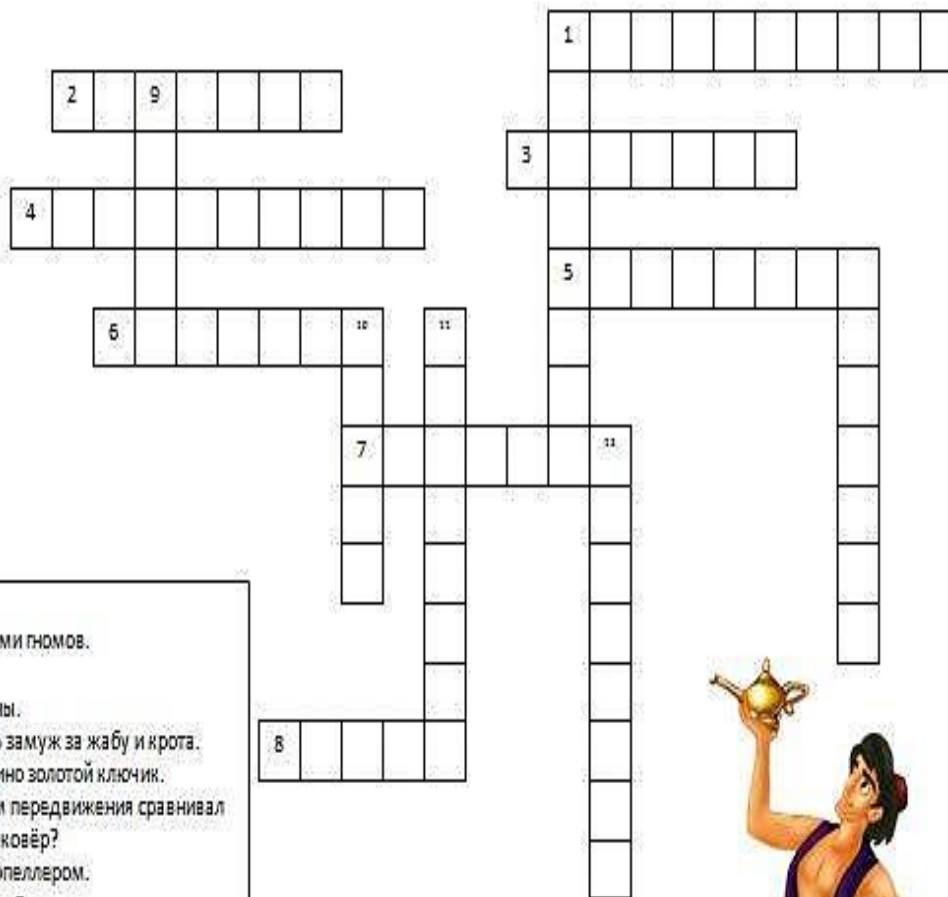 1
2 9
3
4
5
6 10 11
7
ми гномов.
ь замуж за жабу и крота.
8
ино золотой ключик.
м передвижения сравнивал
ковёр?
опеллером.